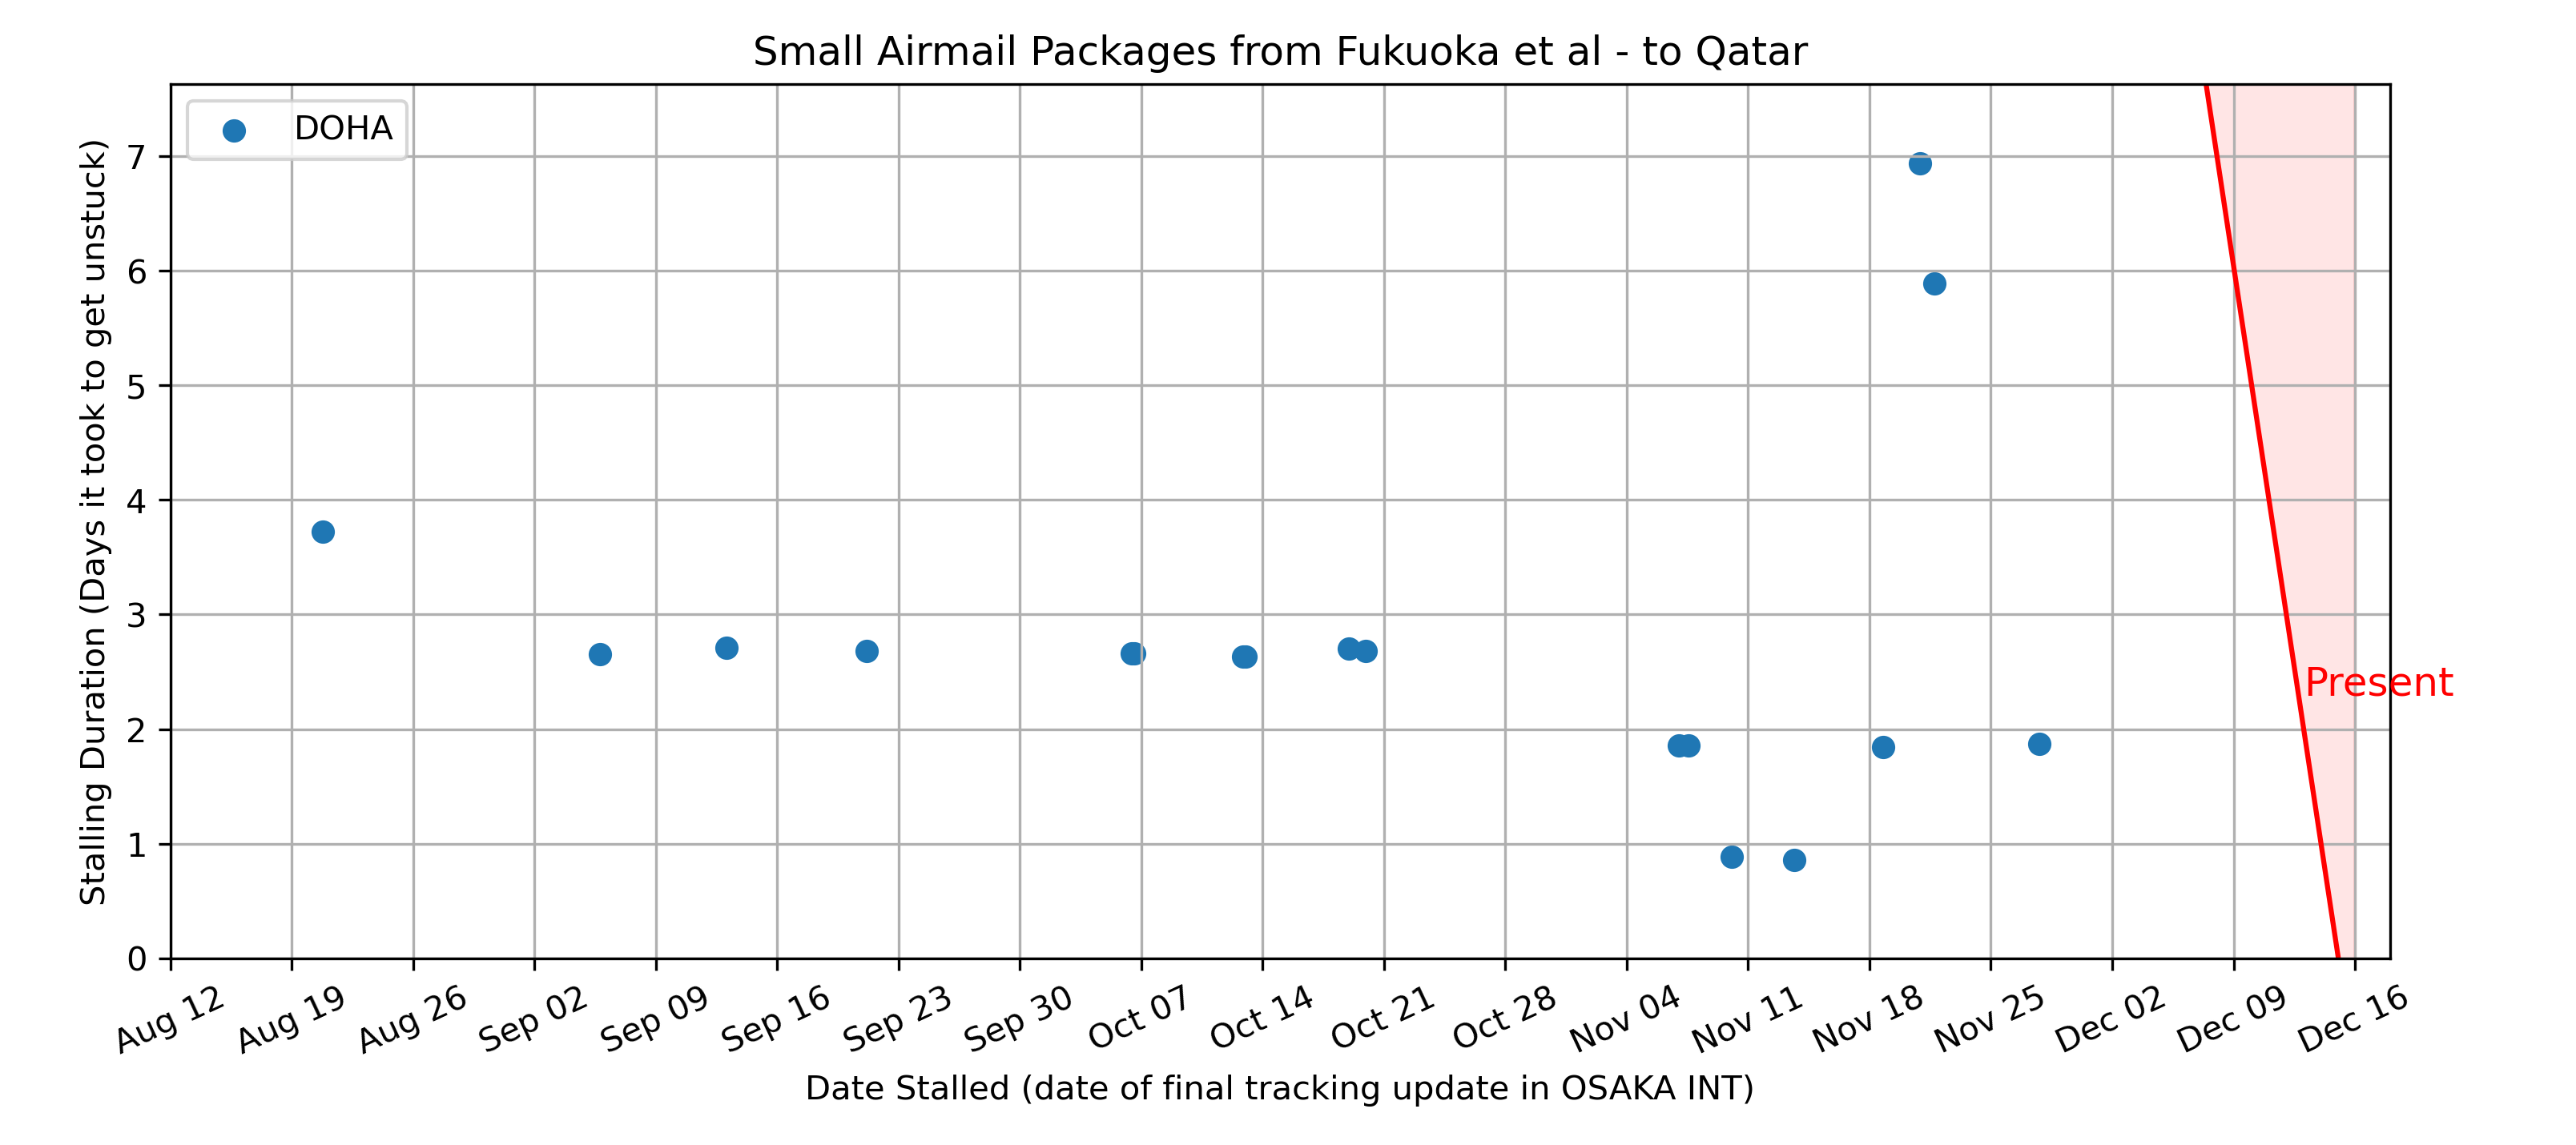 Small Airmail Packages from Fukuoka et al - to Qatar
DOHA
Stalling Duration (Days it took to get unstuck)
7
6
5
4
3
2
1
0
Present
Aug 12
Aug 19
Aug 26
Sep 02
Sep 09
Sep 16
Sep 23
Sep 30
Oct 07
Oct 14
Oct 21
Oct 28
Nov 04
Nov 11
Nov 18
Nov 25
Dec 02
Dec 09
Dec 16
Date Stalled (date of final tracking update in OSAKA INT)